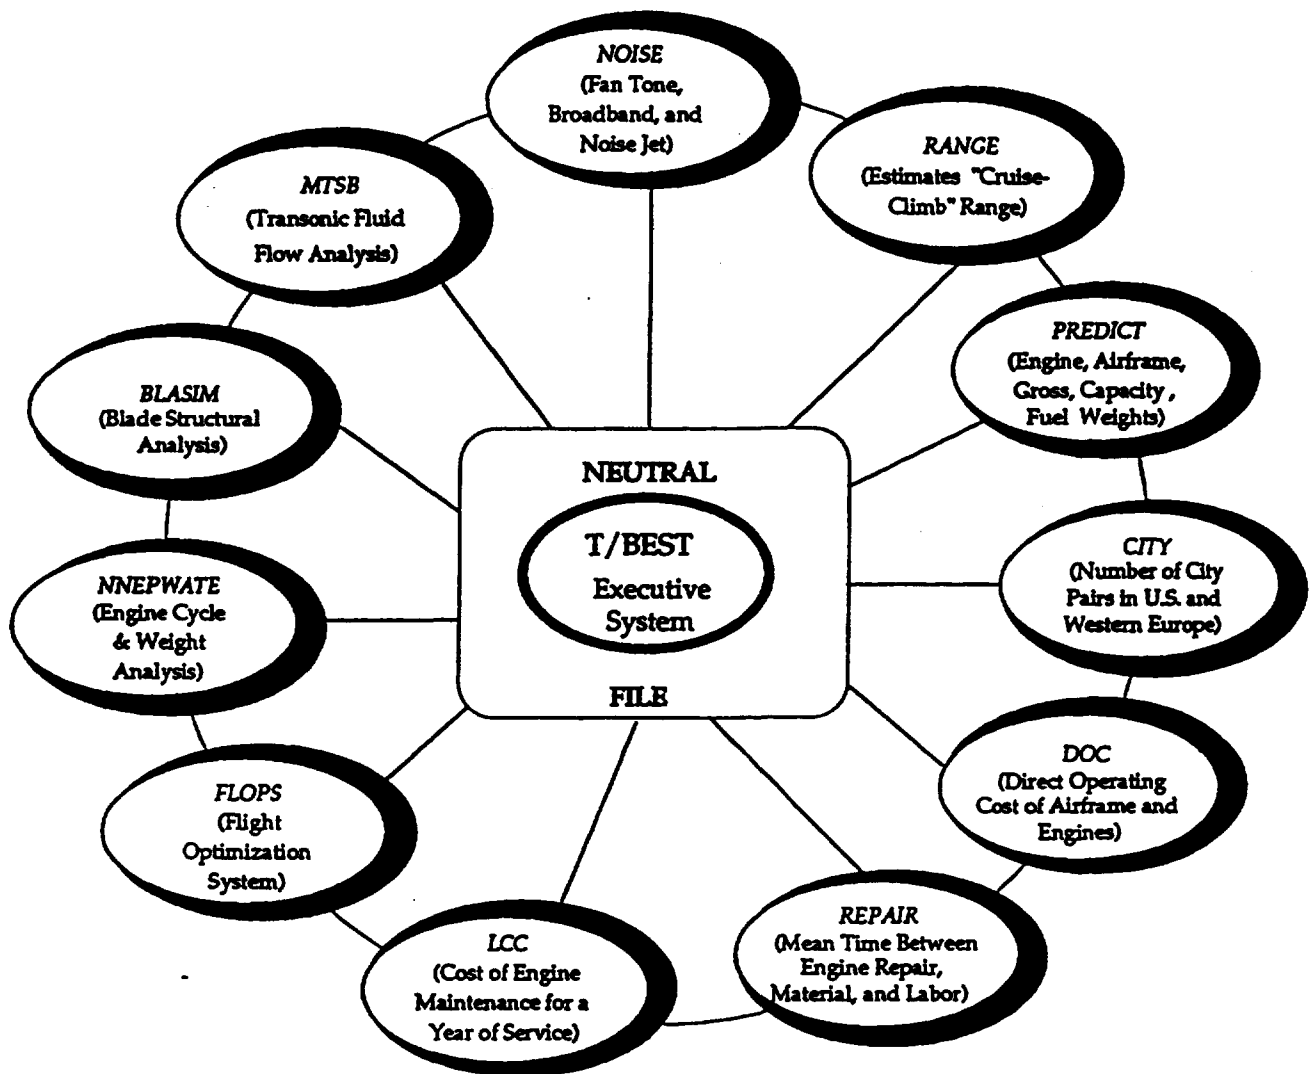 NOISE
(Fan Tone,
Broadband, and
Noise Jet)
RANGE
(Estimates "Cruise-
Climb" Range)
PREDICT
(Engine, Airframe,
Gross, Capacity ,
Fuel Weights)
CITY
(Number of City
Pairs in U.S. and
Western Europe)
DOC
(Direct Operating
Cost of Airframe and
Engines)
REPAIR
(Mean Time Between
Engine Repair,
Material, and Labor)
LCC
(Cost of Engine
Maintenance for a
Year of Service)
FLOPS
(Flight
Optimization
System)
NNEPWATE
(Engine Cycle
& Weight
Analysis)
BLASIM
(Blade Structural
Analysis)
MTSB
(Transonic Fluid
Flow Analysis)
NEUTRAL
T/BEST
Executive
System
FILE